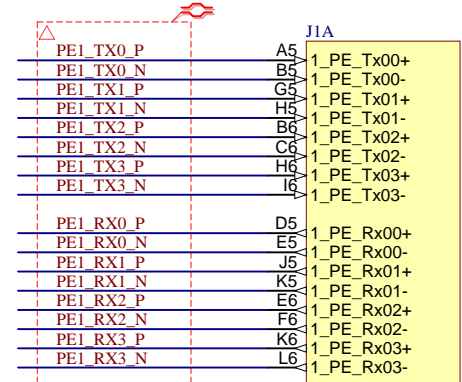 J1A
PE1_TX0_P A5 1_PE_Tx00+
PE1_TX0_N B5 1_PE_Tx00-
PE1_TX1_P G5 1_PE_Tx01+
PE1_TX1_N H5 1_PE_Tx01-
PE1_TX2_P B6 1_PE_Tx02+
PE1_TX2_N C6 1_PE_Tx02-
PE1_TX3_P H6 1_PE_Tx03+
PE1_TX3_N I6 1_PE_Tx03-
PE1_RX0_P D5 1_PE_Rx00+
PE1_RX0_N E5 1_PE_Rx00-
PE1_RX1_P J5 1_PE_Rx01+
PE1_RX1_N K5 1_PE_Rx01-
PE1_RX2_P E6 1_PE_Rx02+
PE1_RX2_N F6 1_PE_Rx02-
PE1_RX3_P K6 1_PE_Rx03+
PE1_RX3_N L6 1_PE_Rx03-